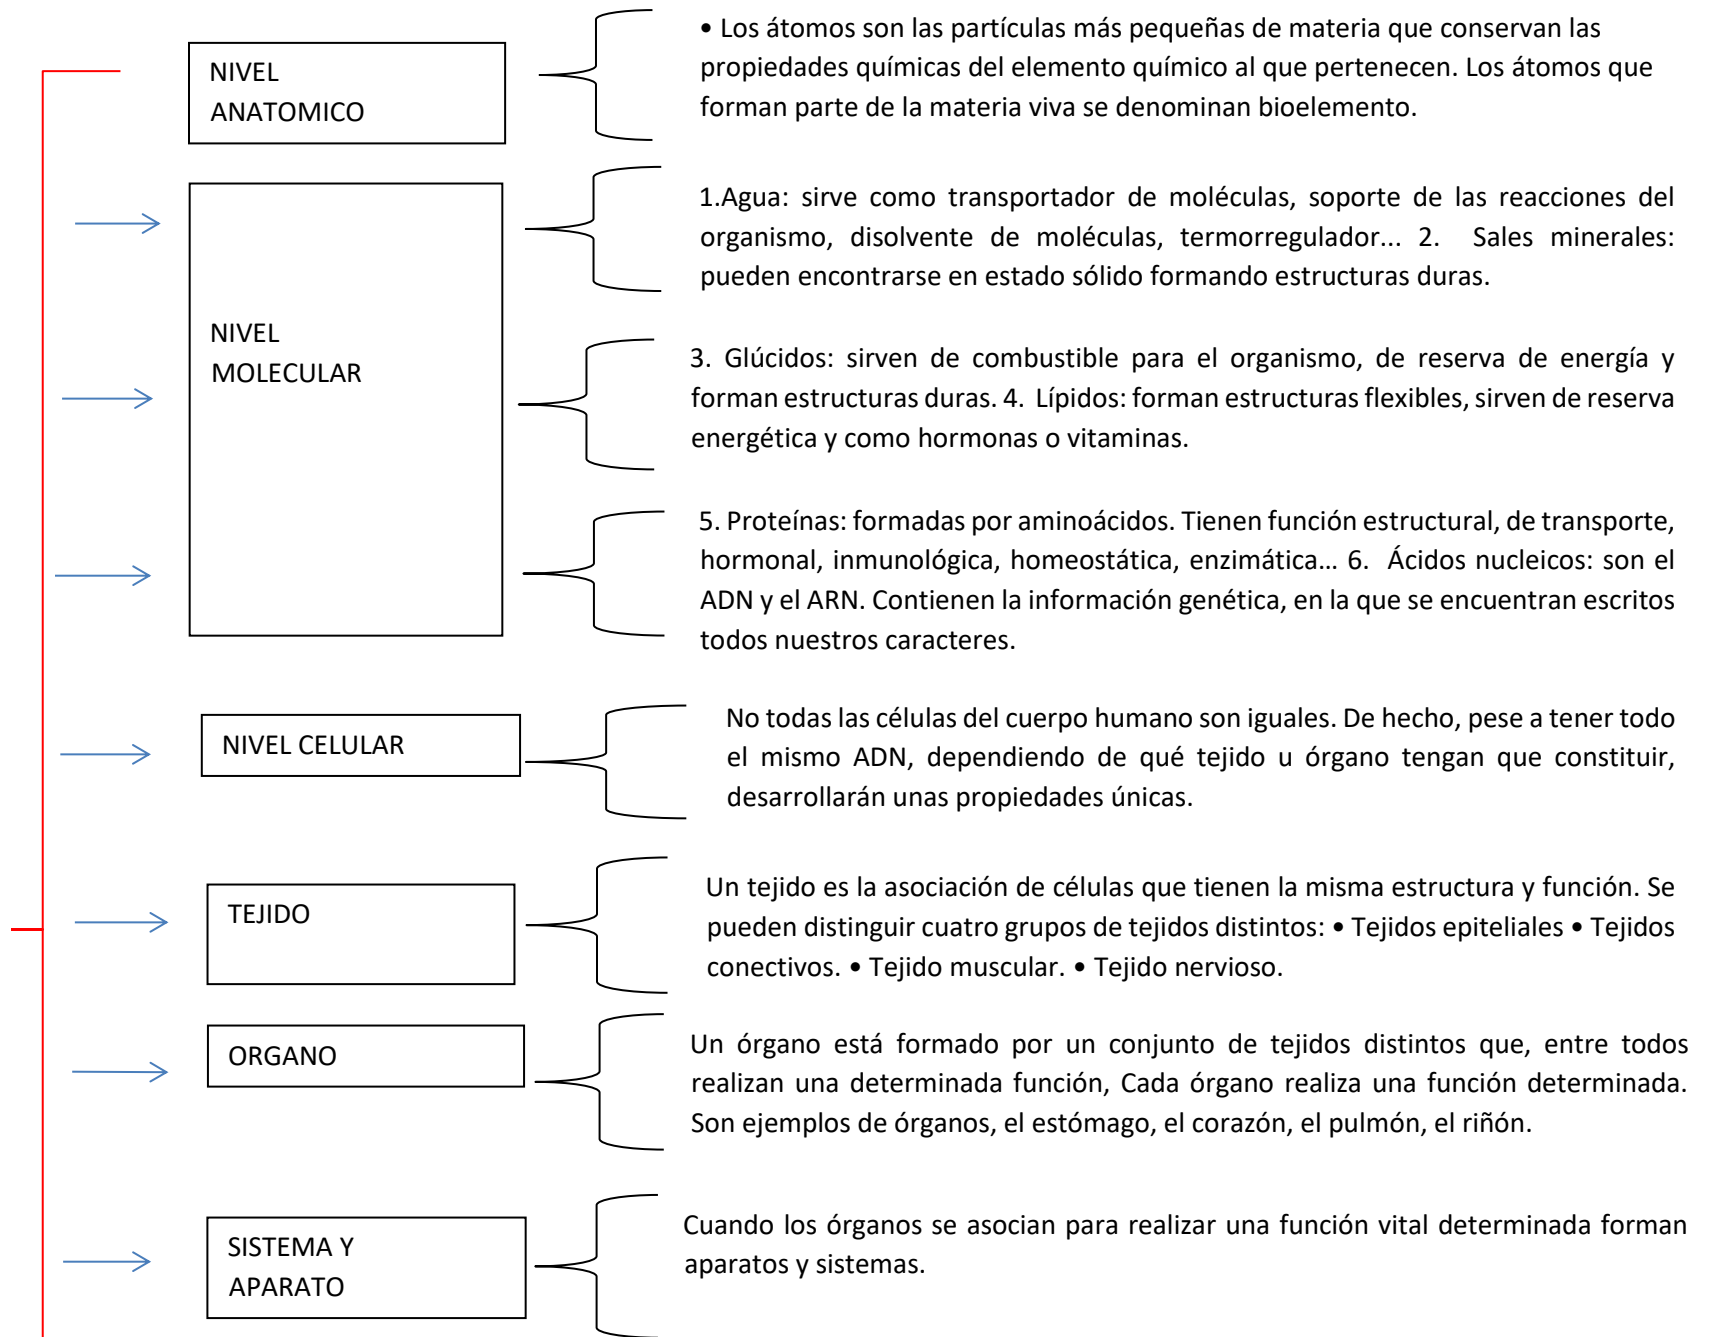 NIVEL
ANATOMICO
• Los átomos son las partículas más pequeñas de materia que conservan las
propiedades químicas del elemento químico al que pertenecen. Los átomos que
forman parte de la materia viva se denominan bioelemento.
NIVEL
MOLECULAR
1.Agua: sirve como transportador de moléculas, soporte de las reacciones del
organismo, disolvente de moléculas, termorregulador... 2. Sales minerales:
pueden encontrarse en estado sólido formando estructuras duras.
3. Glúcidos: sirven de combustible para el organismo, de reserva de energía y
forman estructuras duras. 4. Lípidos: forman estructuras flexibles, sirven de reserva
energética y como hormonas o vitaminas.
5. Proteínas: formadas por aminoácidos. Tienen función estructural, de transporte,
hormonal, inmunológica, homeostática, enzimática… 6. Ácidos nucleicos: son el
ADN y el ARN. Contienen la información genética, en la que se encuentran escritos
todos nuestros caracteres.
NIVEL CELULAR
No todas las células del cuerpo humano son iguales. De hecho, pese a tener todo
el mismo ADN, dependiendo de qué tejido u órgano tengan que constituir,
desarrollarán unas propiedades únicas.
TEJIDO
Un tejido es la asociación de células que tienen la misma estructura y función. Se
pueden distinguir cuatro grupos de tejidos distintos: • Tejidos epiteliales • Tejidos
conectivos. • Tejido muscular. • Tejido nervioso.
ORGANO
Un órgano está formado por un conjunto de tejidos distintos que, entre todos
realizan una determinada función, Cada órgano realiza una función determinada.
Son ejemplos de órganos, el estómago, el corazón, el pulmón, el riñón.
SISTEMA Y
APARATO
Cuando los órganos se asocian para realizar una función vital determinada forman
aparatos y sistemas.